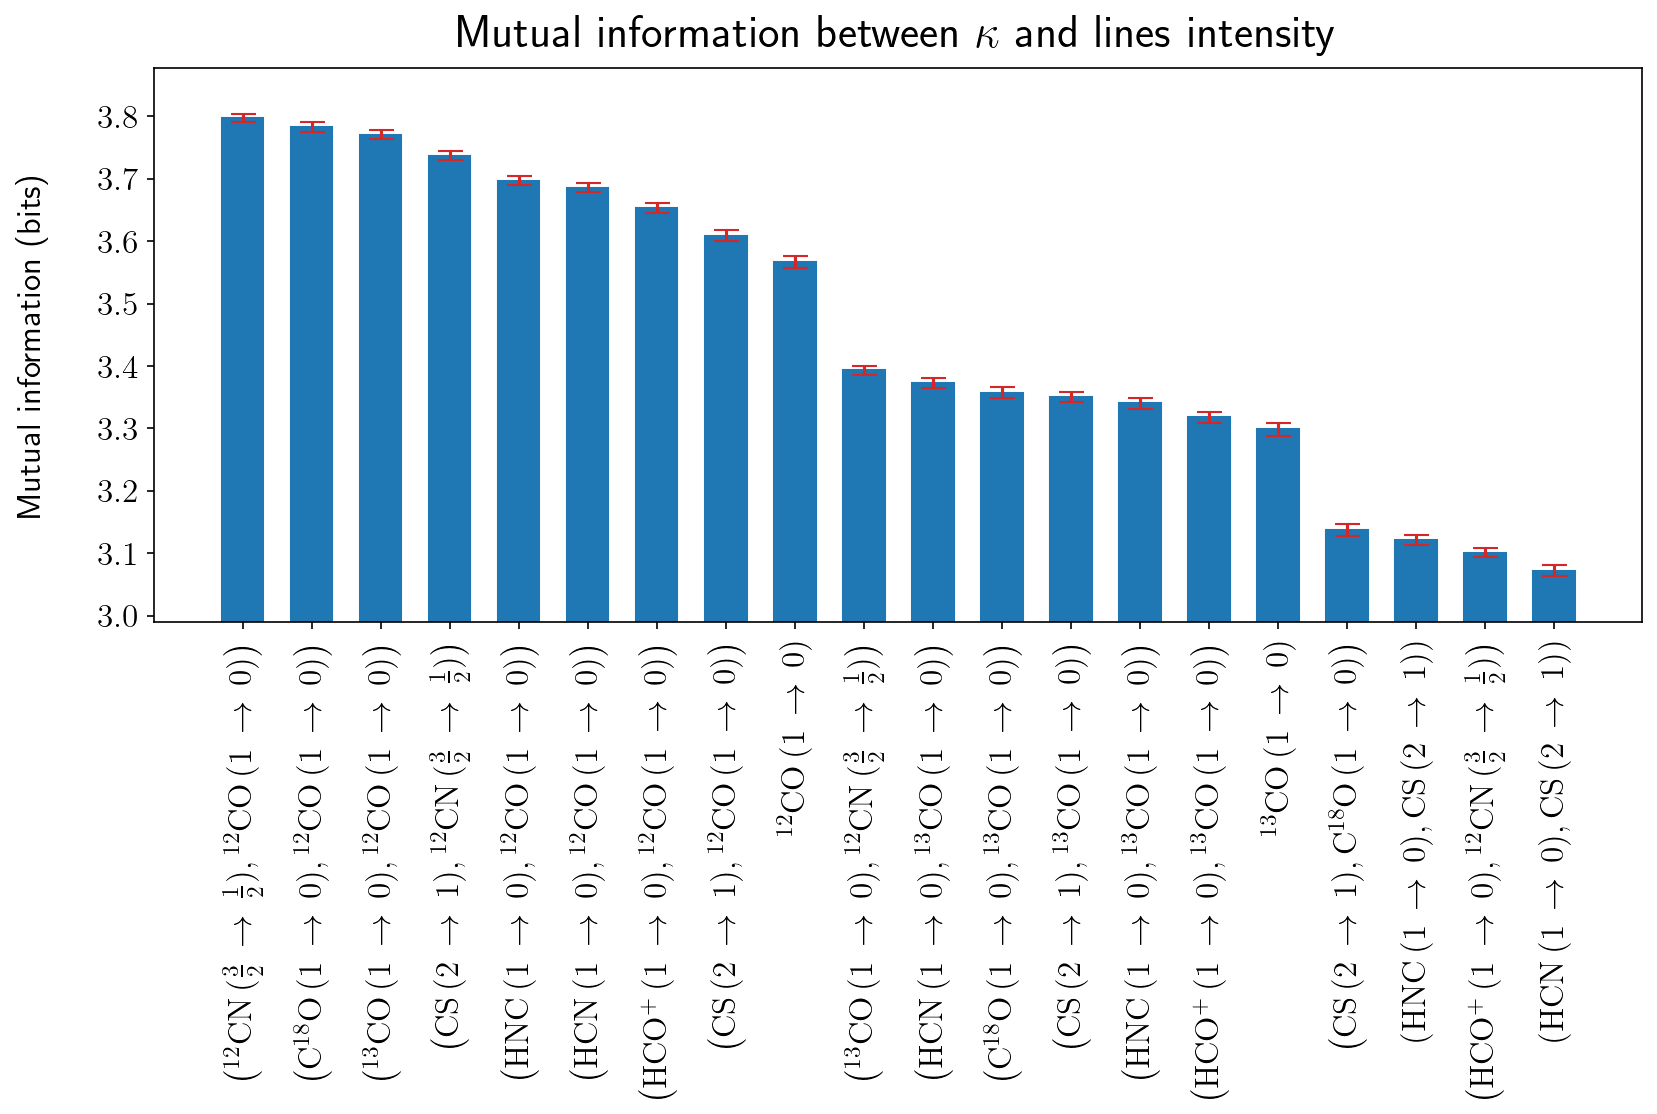 Mutual information between κ and lines intensity
Mutual information (bits)
3.8
3.7
3.6
3.5
3.4
3.3
3.2
3.1
3.0
(¹²CN (3/2 → 1/2), ¹²CO (1 → 0))
(C¹⁸O (1 → 0), ¹²CO (1 → 0))
(¹³CO (1 → 0), ¹²CO (1 → 0))
(CS (2 → 1), ¹²CN (3/2 → 1/2))
(HNC (1 → 0), ¹²CO (1 → 0))
(HCN (1 → 0), ¹²CO (1 → 0))
(HCO⁺ (1 → 0), ¹²CO (1 → 0))
(CS (2 → 1), ¹²CO (1 → 0))
¹²CO (1 → 0)
(¹³CO (1 → 0), ¹²CN (3/2 → 1/2))
(HCN (1 → 0), ¹³CO (1 → 0))
(C¹⁸O (1 → 0), ¹³CO (1 → 0))
(CS (2 → 1), ¹³CO (1 → 0))
(HNC (1 → 0), ¹³CO (1 → 0))
(HCO⁺ (1 → 0), ¹³CO (1 → 0))
¹³CO (1 → 0)
(CS (2 → 1), C¹⁸O (1 → 0))
(HNC (1 → 0), CS (2 → 1))
(HCO⁺ (1 → 0), ¹²CN (3/2 → 1/2))
(HCN (1 → 0), CS (2 → 1))